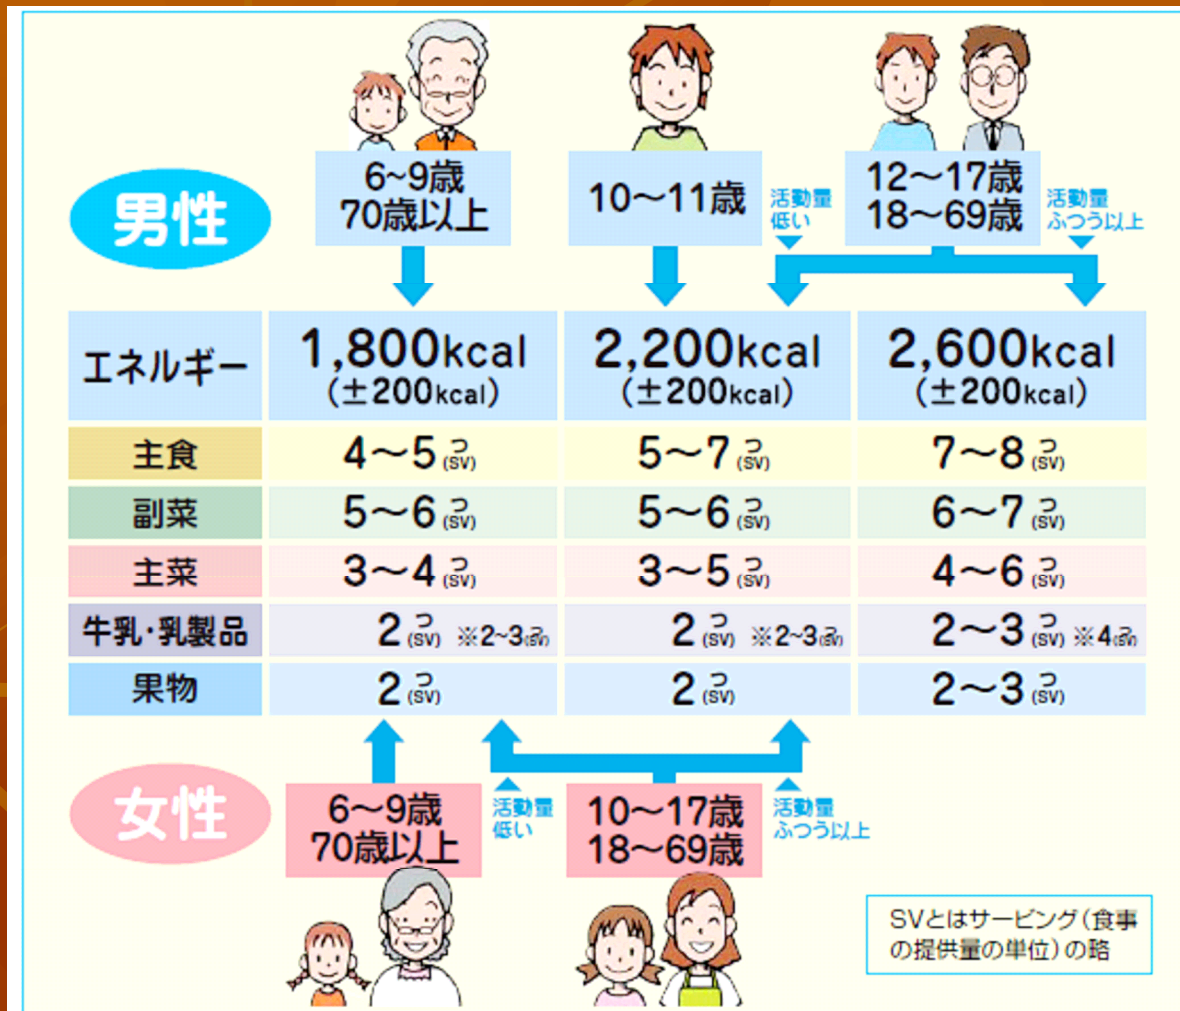 男性
6~9歳
70歳以上
10〜11歳
活動量
低い
12〜17歳
18〜69歳
活動量
ふつう以上
エネルギー 1,800kcal 2,200kcal 2,600kcal
(±200kcal) (±200kcal) (±200kcal)
主食 4〜5つ(SV) 5〜7つ(SV) 7〜8つ(SV)
副菜 5〜6つ(SV) 5〜6つ(SV) 6〜7つ(SV)
主菜 3〜4つ(SV) 3〜5つ(SV) 4〜6つ(SV)
牛乳・乳製品 2つ(SV) ※2~3つ(SV) 2つ(SV) ※2~3つ(SV) 2〜3つ(SV) ※4つ(SV)
果物 2つ(SV) 2つ(SV) 2〜3つ(SV)
女性
6〜9歳
70歳以上
活動量
低い
10〜17歳
18〜69歳
活動量
ふつう以上
SVとはサービング(食事
の提供量の単位)の略